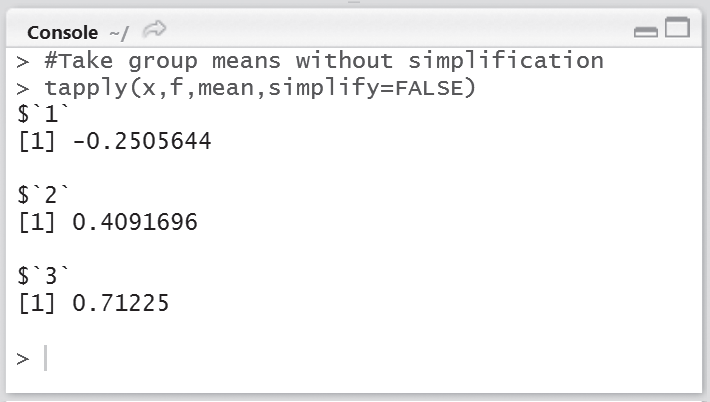 Console ~/
> #Take group means without simplification
> tapply(x,f,mean,simplify=FALSE)
$`1`
[1] -0.2505644
$`2`
[1] 0.4091696
$`3`
[1] 0.71225
>